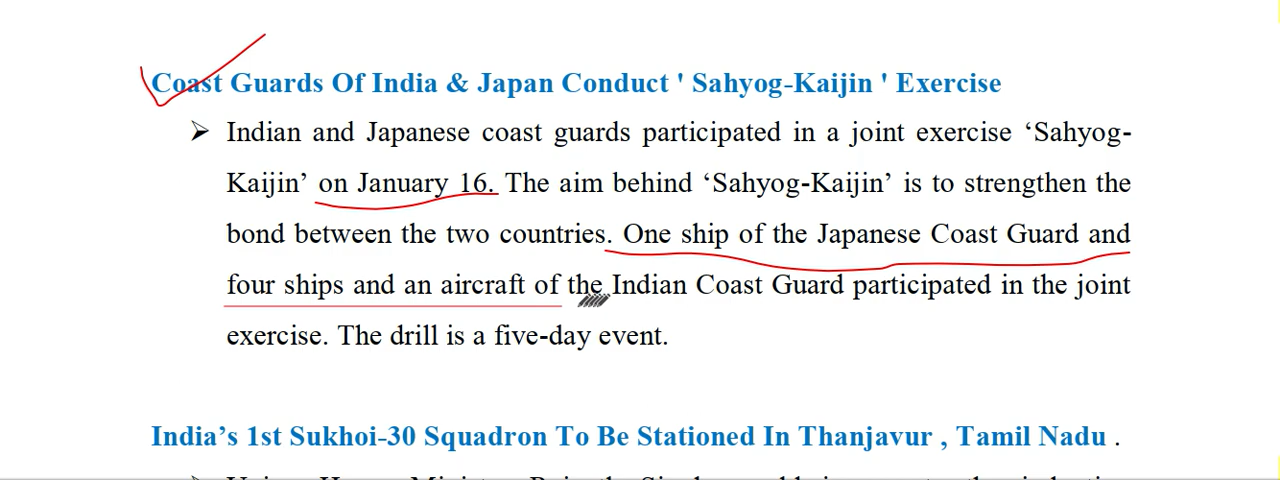 Coast Guards Of India & Japan Conduct ' Sahyog-Kaijin ' Exercise
➢ Indian and Japanese coast guards participated in a joint exercise ‘Sahyog-
Kaijin’ on January 16. The aim behind ‘Sahyog-Kaijin’ is to strengthen the
bond between the two countries. One ship of the Japanese Coast Guard and
four ships and an aircraft of the Indian Coast Guard participated in the joint
exercise. The drill is a five-day event.
India’s 1st Sukhoi-30 Squadron To Be Stationed In Thanjavur , Tamil Nadu .